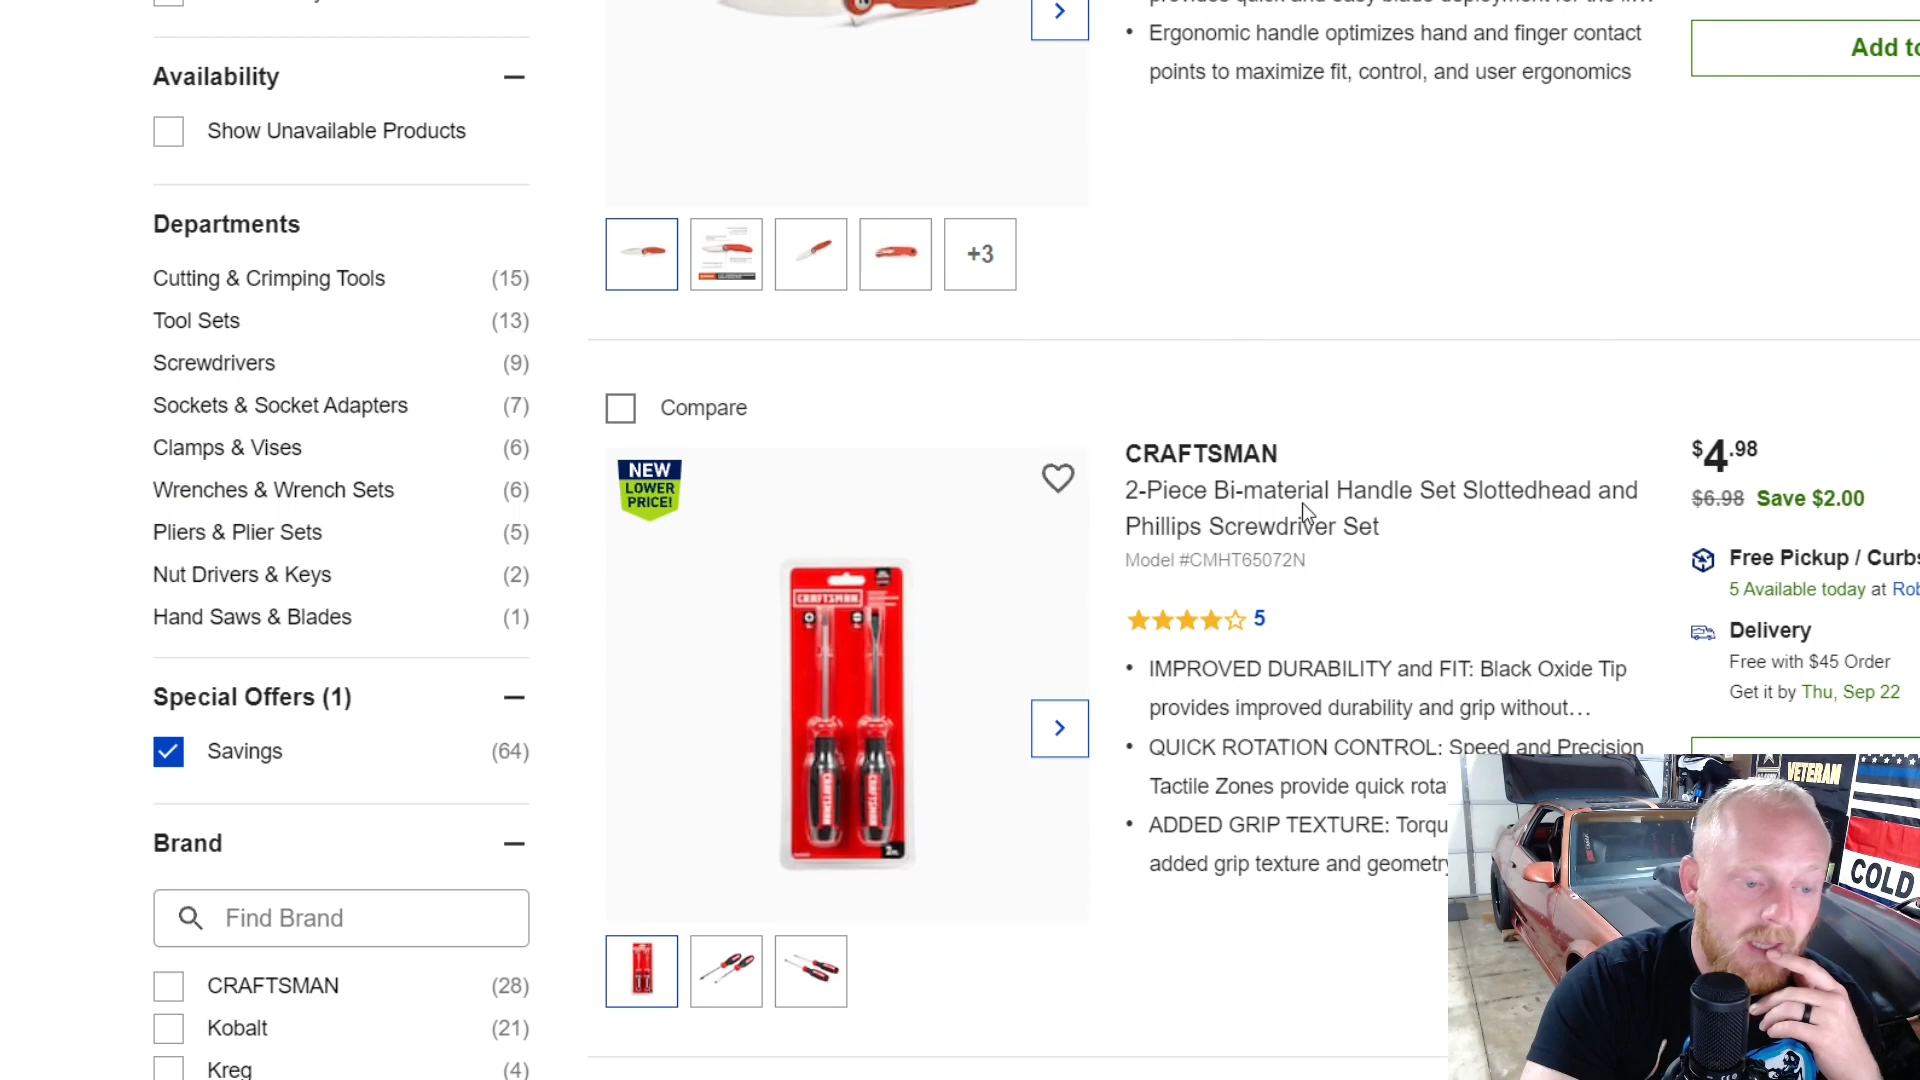 Availability
Show Unavailable Products
Departments
Cutting & Crimping Tools (15)
Tool Sets (13)
Screwdrivers (9)
Sockets & Socket Adapters (7)
Clamps & Vises (6)
Wrenches & Wrench Sets (6)
Pliers & Plier Sets (5)
Nut Drivers & Keys (2)
Hand Saws & Blades (1)
Special Offers (1)
Savings (64)
Brand
Find Brand
CRAFTSMAN (28)
Kobalt (21)
Kreg (4)
Ergonomic handle optimizes hand and finger contact
points to maximize fit, control, and user ergonomics
Add to
+3
Compare
NEW
LOWER
PRICE!
CRAFTSMAN
CRAFTSMAN
CRAFTSMAN
CRAFTSMAN
2-Piece Bi-material Handle Set Slottedhead and
Phillips Screwdriver Set
Model #CMHT65072N
5
• IMPROVED DURABILITY and FIT: Black Oxide Tip
provides improved durability and grip without…
• QUICK ROTATION CONTROL: Speed and Precision
Tactile Zones provide quick rota
• ADDED GRIP TEXTURE: Torqu
added grip texture and geometry
$4.98
$6.98 Save $2.00
Free Pickup / Curbs
5 Available today at Rob
Delivery
Free with $45 Order
Get it by Thu, Sep 22
VETERAN
COLD